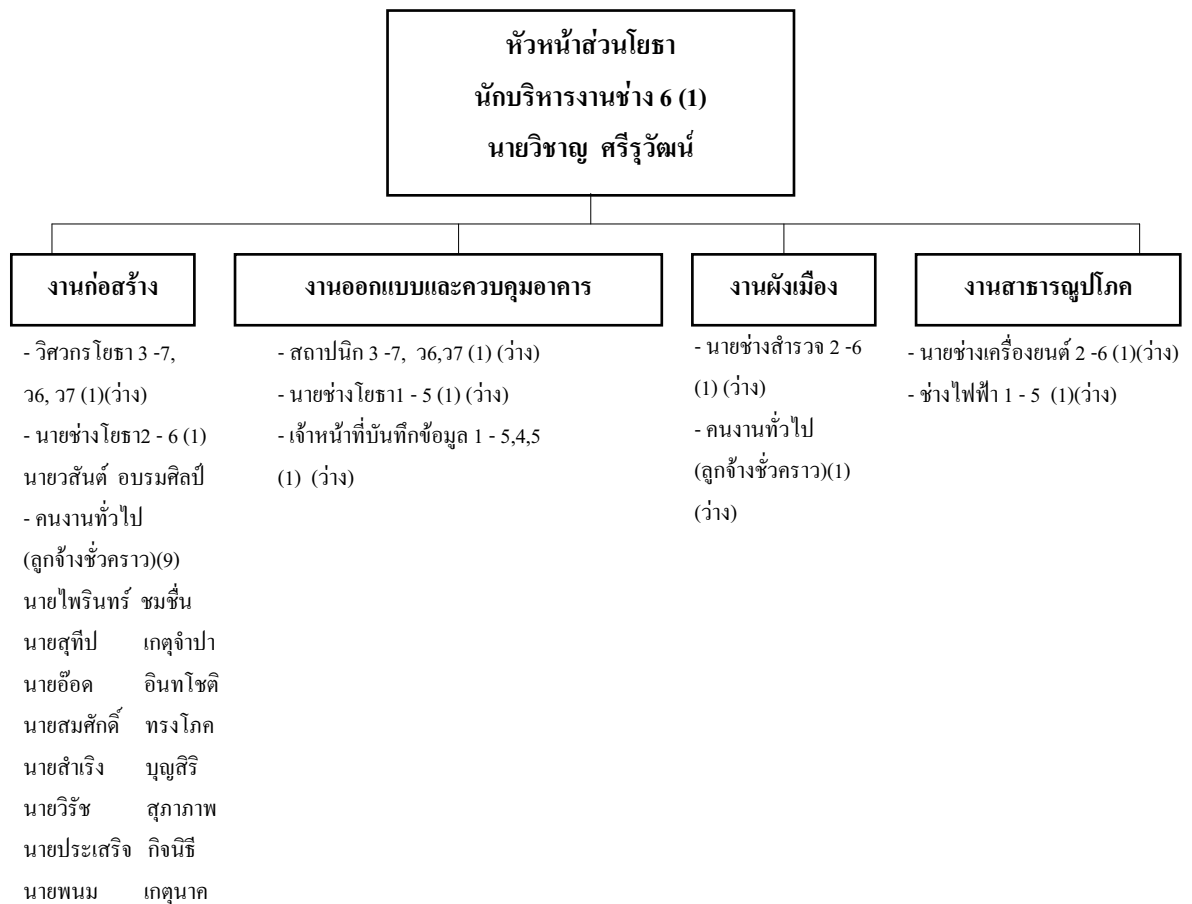 หัวหน้าส่วนโยธา
นักบริหารงานช่าง 6 (1)
นายวิชาญ ศรีรุวัฒน์
งานก่อสร้าง
- วิศวกรโยธา 3 -7,
ว6, ว7 (1)(ว่าง)
- นายช่างโยธา2 - 6 (1)
นายวสันต์ อบรมศิลป์
- คนงานทั่วไป
(ลูกจ้างชั่วคราว)(9)
นายไพรินทร์ ชมชื่น
นายสุทีป เกตุจำปา
นายอ๊อด อินทโชติ
นายสมศักดิ์ ทรงโภค
นายสำเริง บุญสิริ
นายวิรัช สุภาภาพ
นายประเสริจ กิจนิธี
นายพนม เกตุนาค
งานออกแบบและควบคุมอาคาร
- สถาปนิก 3 -7, ว6,ว7 (1) (ว่าง)
- นายช่างโยธา1 - 5 (1) (ว่าง)
- เจ้าหน้าที่บันทึกข้อมูล 1 - 5,4,5
(1) (ว่าง)
งานผังเมือง
- นายช่างสำรวจ 2 -6
(1) (ว่าง)
- คนงานทั่วไป
(ลูกจ้างชั่วคราว)(1)
(ว่าง)
งานสาธารณูปโภค
- นายช่างเครื่องยนต์ 2 -6 (1)(ว่าง)
- ช่างไฟฟ้า 1 - 5 (1)(ว่าง)